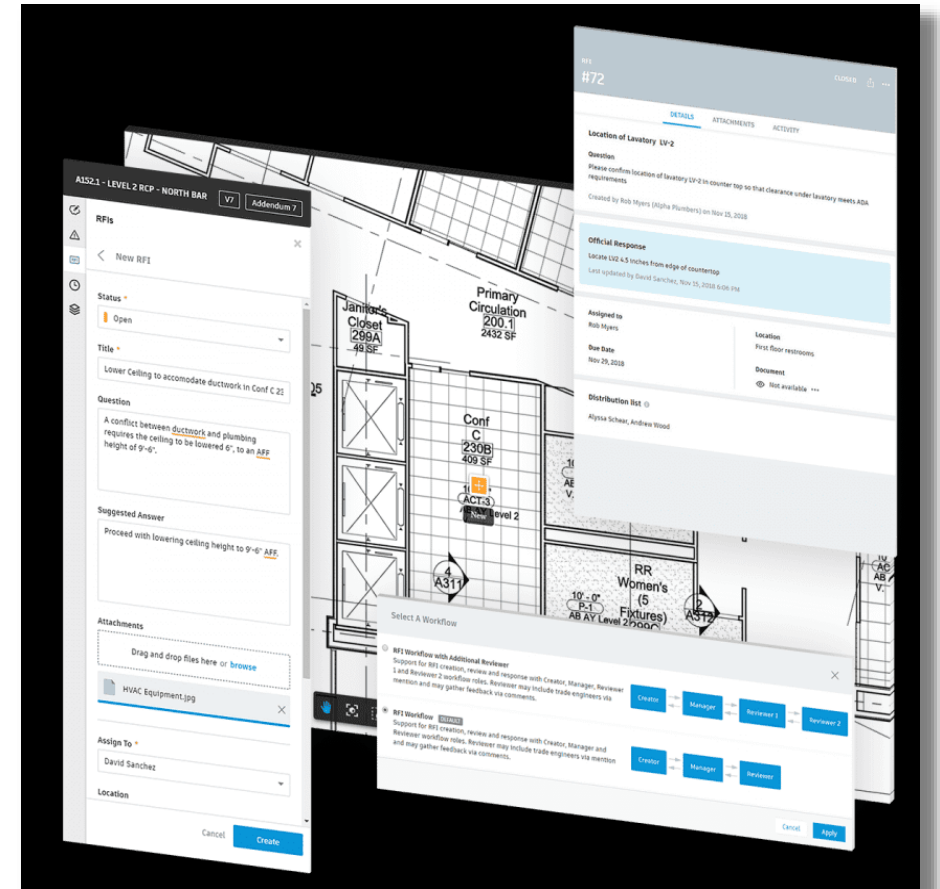 A152.1 - LEVEL 2 RCP - NORTH BAR
V7
Addendum 7
RFIs
New RFI
Status *
Open
Title *
Lower Ceiling to accomodate ductwork in Conf C 23
Question
A conflict between ductwork and plumbing
requires the ceiling to be lowered 6", to an AFF
height of 9'-6".
Suggested Answer
Proceed with lowering ceiling height to 9'-6" AFF.
Attachments
Drag and drop files here or browse
HVAC Equipment.jpg
Assign To *
David Sanchez
Location
Cancel
Create
Janitor's
Closet
299A
49 SF
Primary
Circulation
200.1
2432 SF
Conf
C
230B
409 SF
ACT-3
Level 2
New
4
A311
RR
Women's
(5
Fixtures)
10' - 0"
P-1
AB AY Level 2
299C
2
A312
10
AC
AB
V.
RFI
#72
CLOSED
DETAILS
ATTACHMENTS
ACTIVITY
Location of Lavatory LV-2
Question
Please confirm location of lavatory LV-2 in counter top so that clearance under lavatory meets ADA
requirements
Created by Rob Myers (Alpha Plumbers) on Nov 15, 2018
Official Response
Locate LV2 4.5 inches from edge of countertop
Last updated by David Sanchez, Nov 15, 2018 6:06 PM
Assigned to
Rob Myers
Location
First floor restrooms
Due Date
Nov 29, 2018
Document
Not available
Distribution list
Alyssa Schear, Andrew Wood
Select A Workflow
RFI Workflow with Additional Reviewer
Support for RFI creation, review and response with Creator, Manager, Reviewer
1 and Reviewer 2 workflow roles. Reviewer may include trade engineers via
mention and may gather feedback via comments.
Creator
Manager
Reviewer 1
Reviewer 2
RFI Workflow DEFAULT
Support for RFI creation, review and response with Creator, Manager and
Reviewer workflow roles. Reviewer may include trade engineers via mention
and may gather feedback via comments.
Creator
Manager
Reviewer
Cancel
Apply